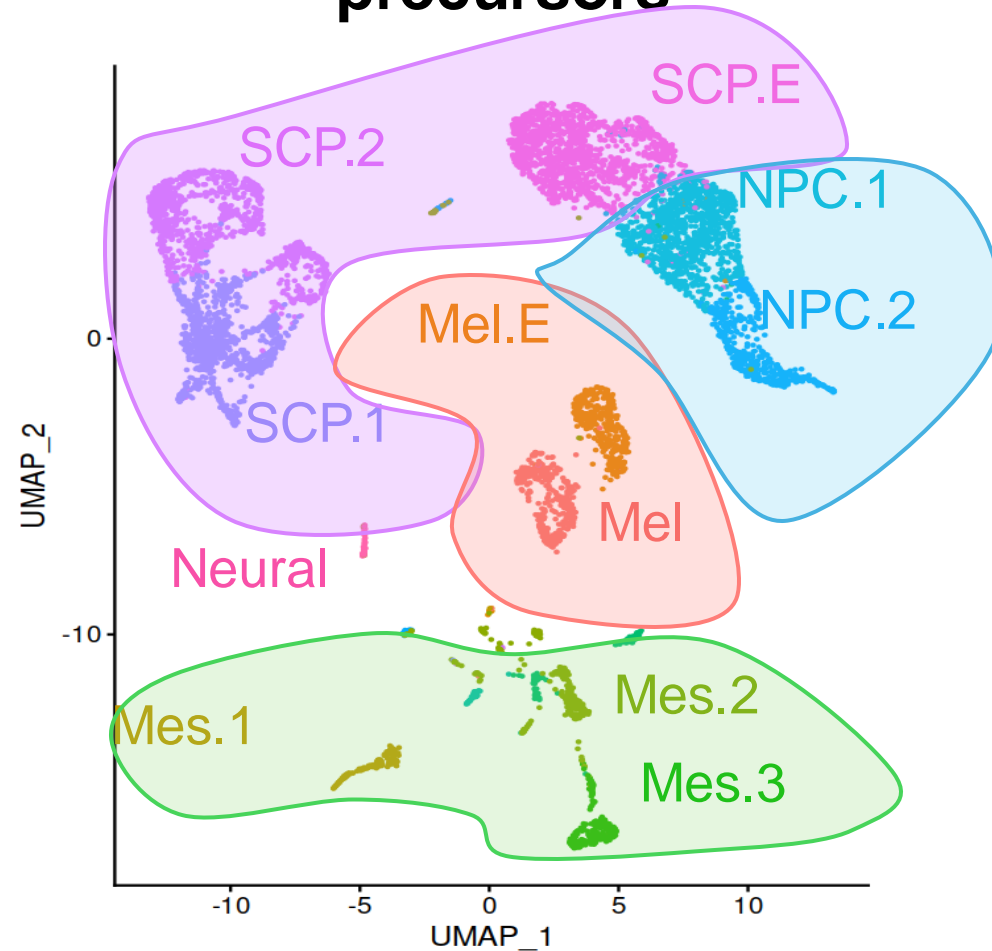 precursors
SCP.E
SCP.2
NPC.1
NPC.2
Mel.E
0
SCP.1
UMAP_2
Mel
Neural
-10
Mes.2
Mes.1
Mes.3
-10 -5 0 5 10
UMAP_1